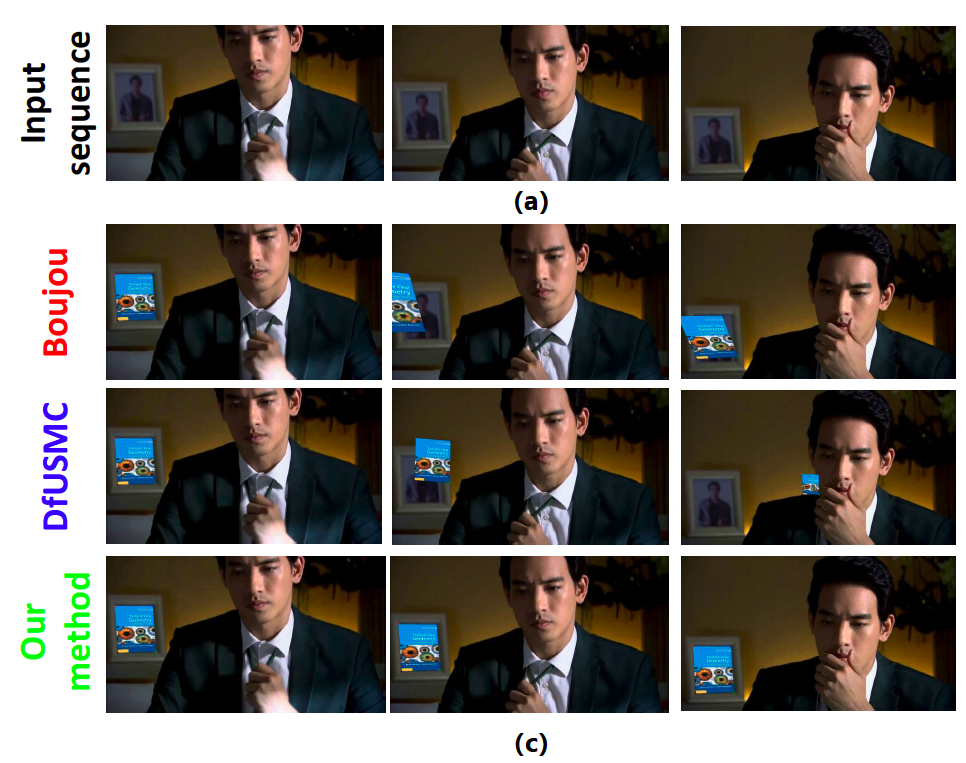 Input
sequence
(a)
Boujou
DfUSMC
Our
method
(c)